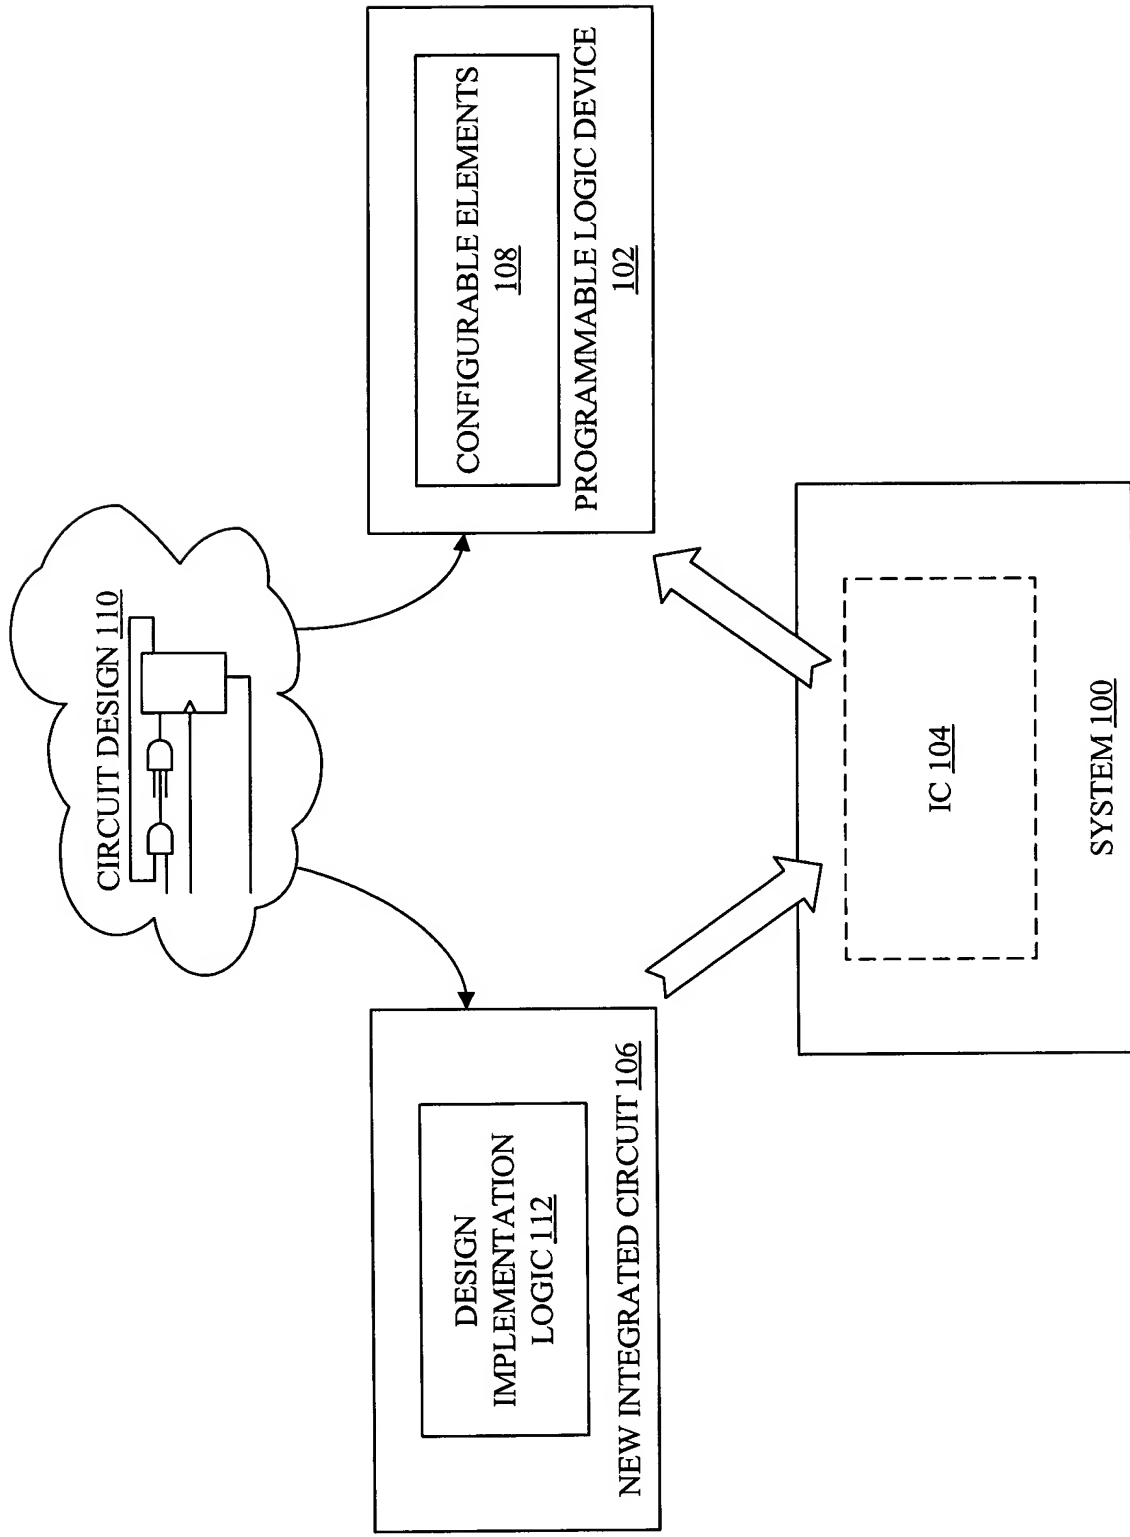 CIRCUIT DESIGN 110
DESIGN
IMPLEMENTATION
LOGIC 112
NEW INTEGRATED CIRCUIT 106
CONFIGURABLE ELEMENTS
108
PROGRAMMABLE LOGIC DEVICE
102
IC 104
SYSTEM 100